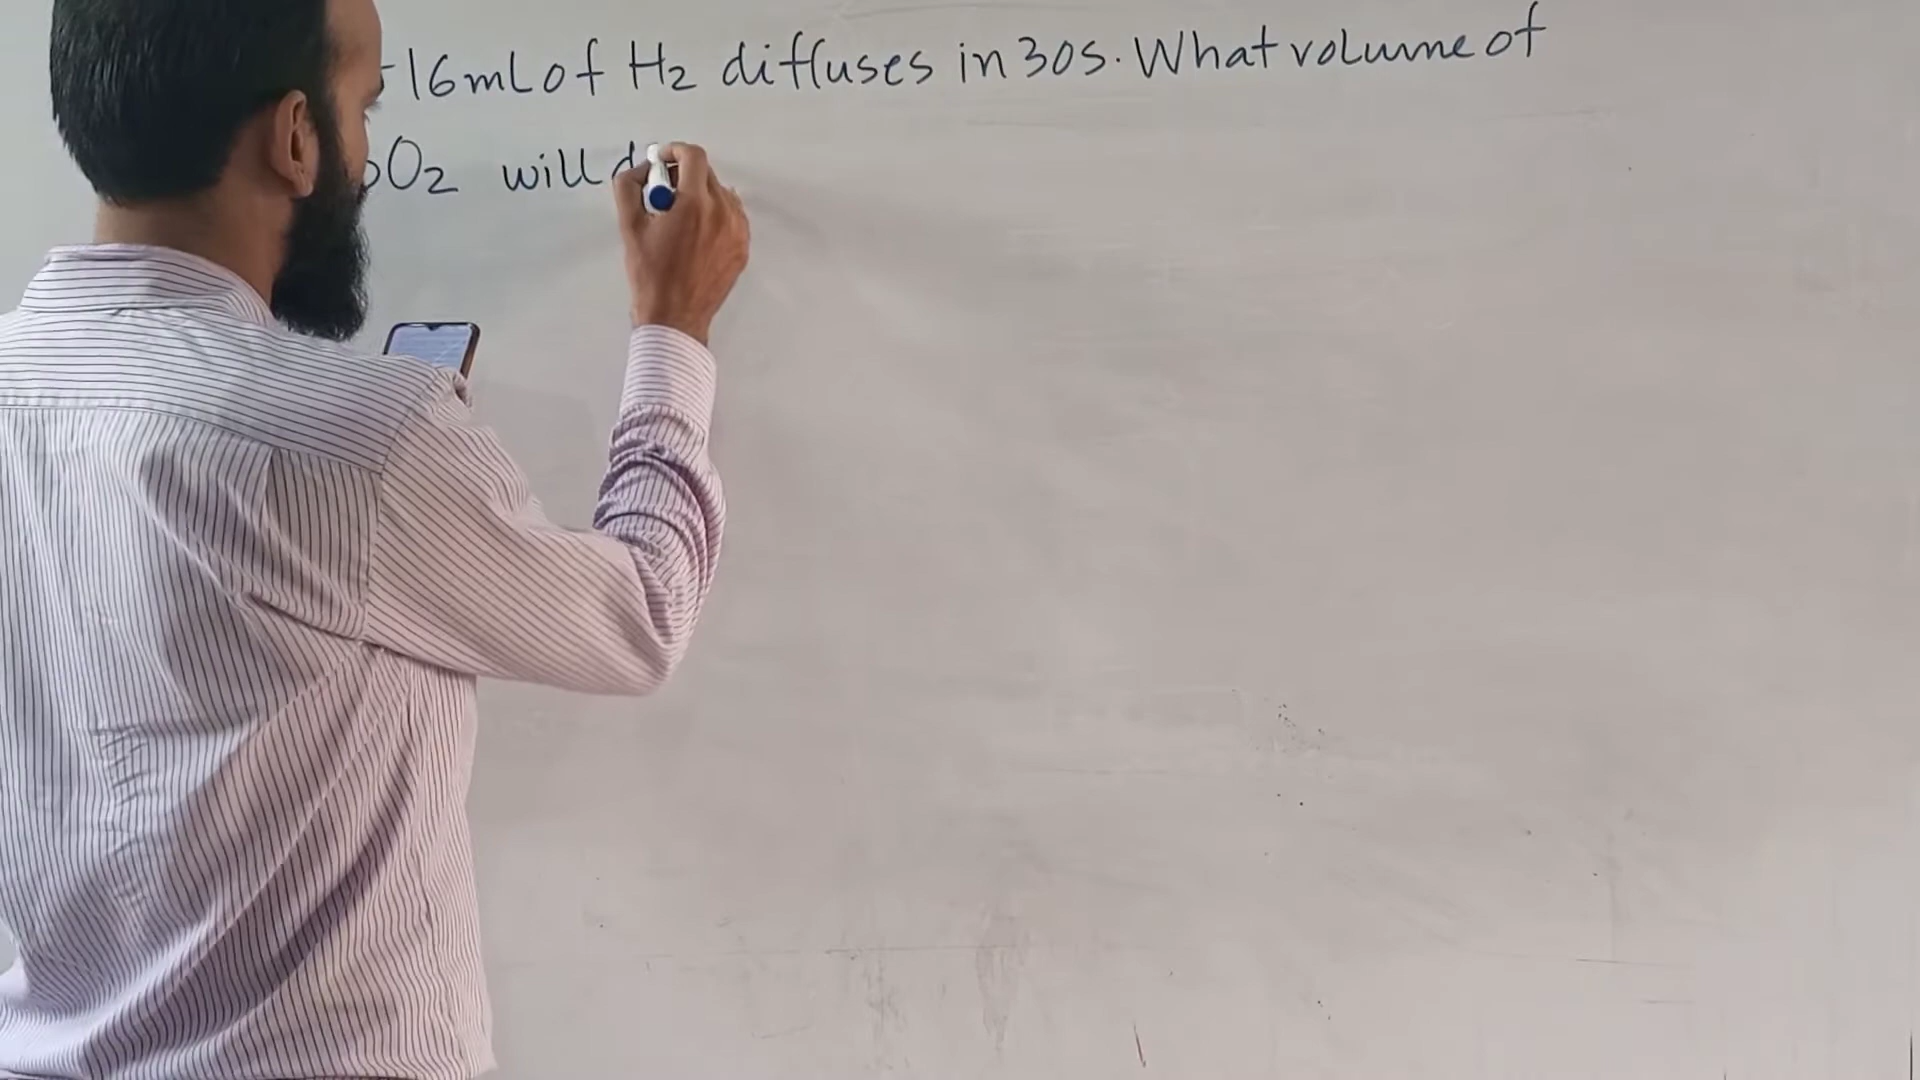 16mL of H2 diffuses in 30s. What volume of
O2 will